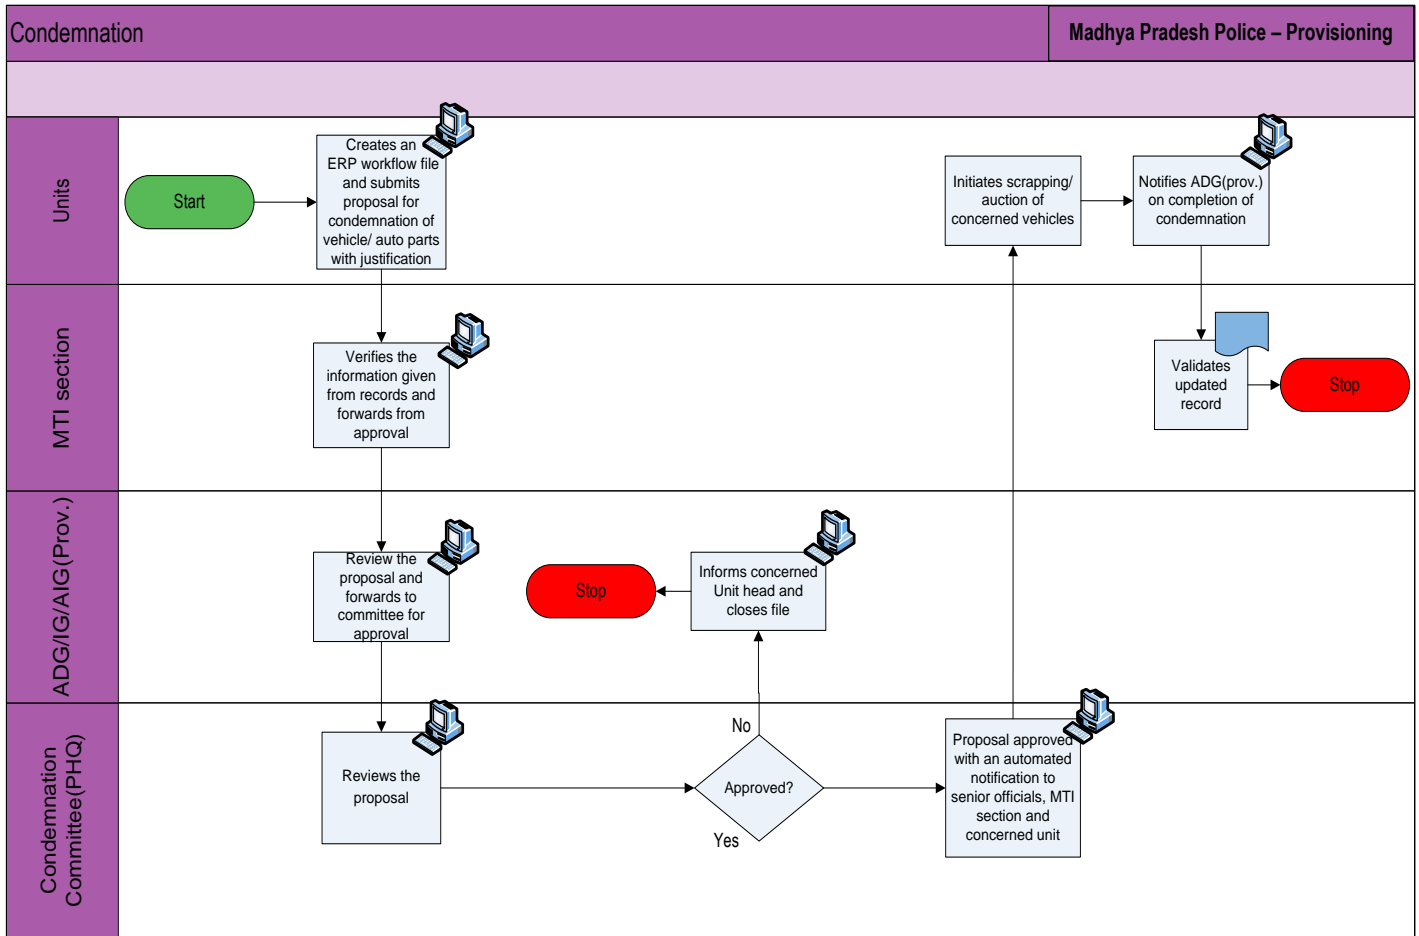 Condemnation
Madhya Pradesh Police – Provisioning
Units
Start
Creates an
ERP workflow file
and submits
proposal for
condemnation of
vehicle/ auto parts
with justification
Initiates scrapping/
auction of
concerned vehicles
Notifies ADG(prov.)
on completion of
condemnation
MTI section
Verifies the
information given
from records and
forwards from
approval
Validates
updated
record
Stop
ADG/IG/AIG(Prov.)
Review the
proposal and
forwards to
committee for
approval
Stop
Informs concerned
Unit head and
closes file
Condemnation
Committee(PHQ)
Reviews the
proposal
No
Approved?
Yes
Proposal approved
with an automated
notification to
senior officials, MTI
section and
concerned unit